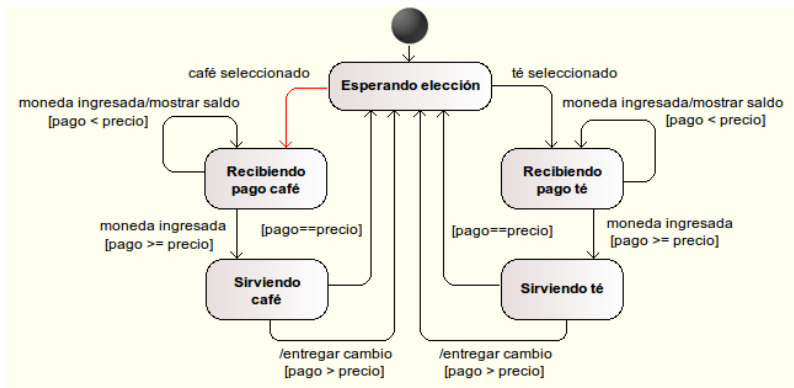 café seleccionado
Esperando elección
té seleccionado
moneda ingresada/mostrar saldo
[pago < precio]
moneda ingresada/mostrar saldo
[pago < precio]
Recibiendo
pago café
Recibiendo
pago té
moneda ingresada
[pago >= precio]
[pago==precio]
[pago==precio]
moneda ingresada
[pago >= precio]
Sirviendo
café
Sirviendo té
/entregar cambio
[pago > precio]
/entregar cambio
[pago > precio]